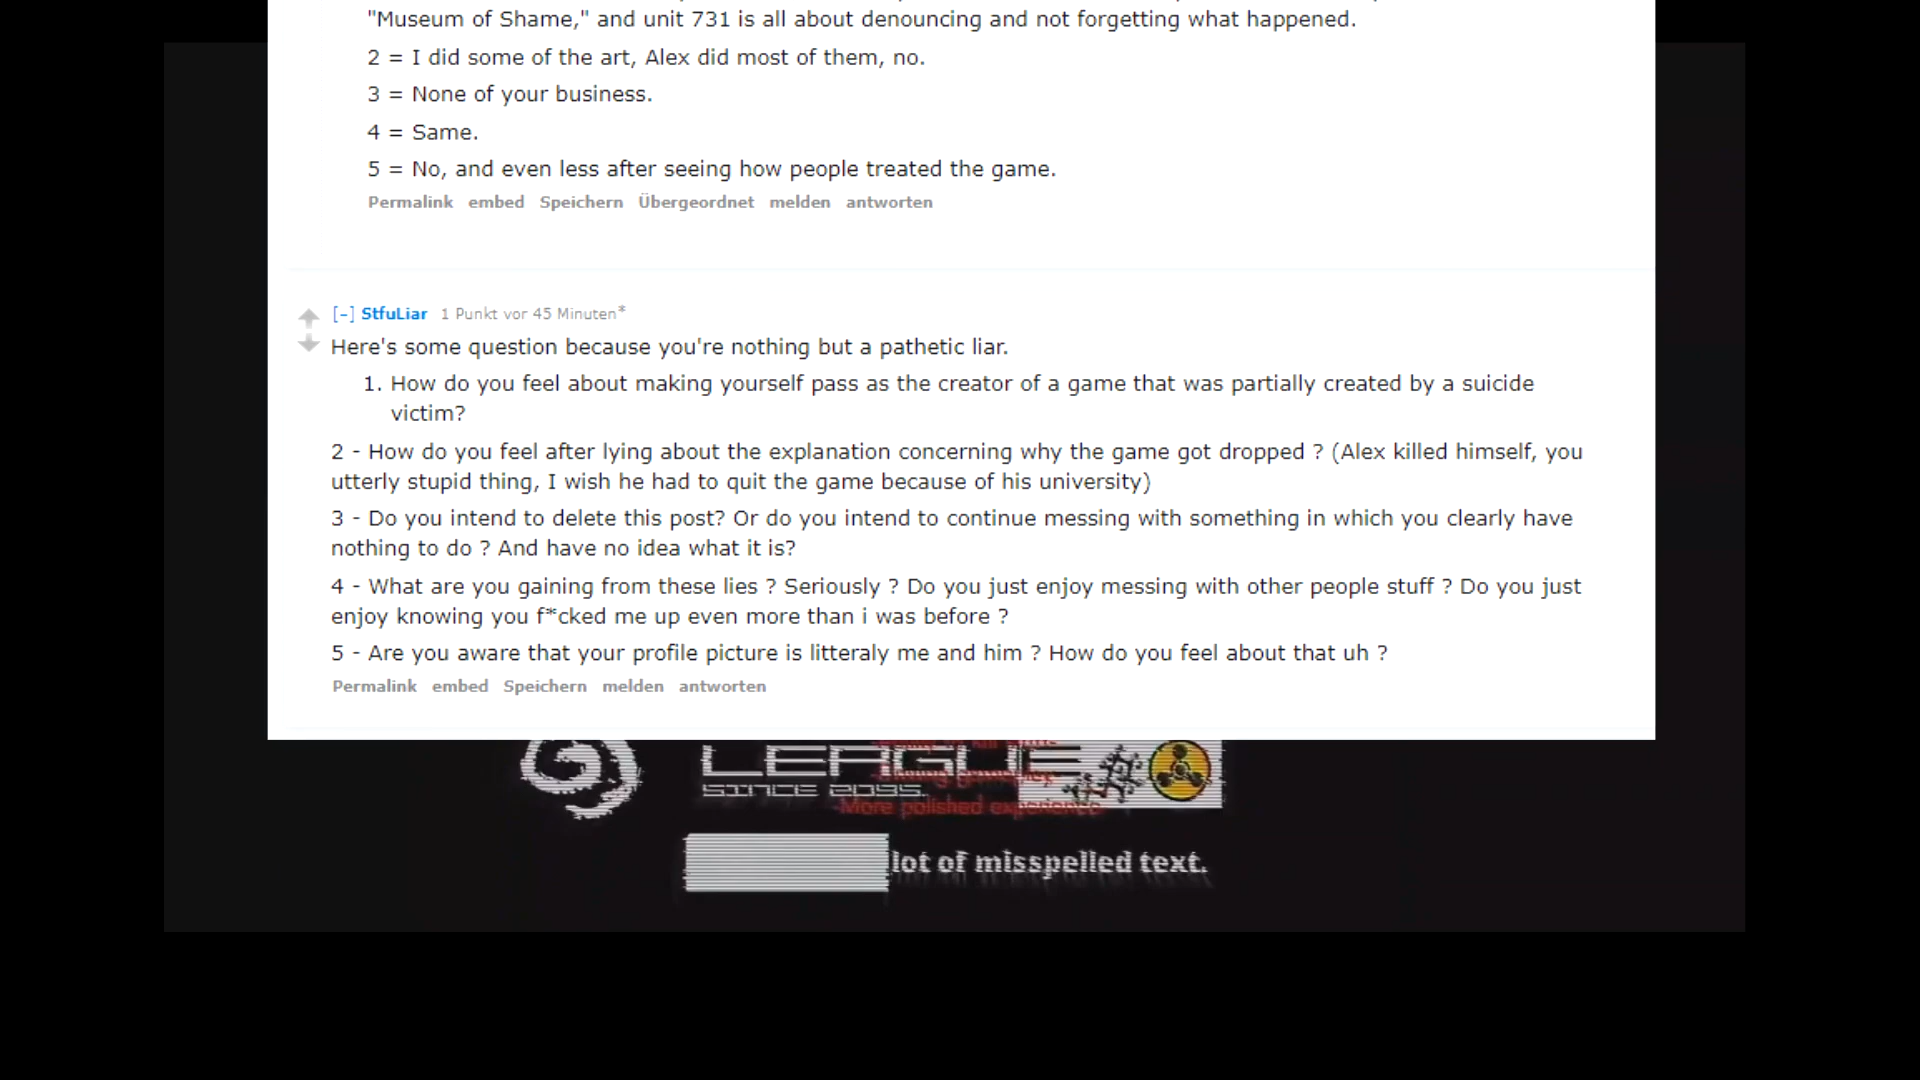 "Museum of Shame," and unit 731 is all about denouncing and not forgetting what happened.
2 = I did some of the art, Alex did most of them, no.
3 = None of your business.
4 = Same.
5 = No, and even less after seeing how people treated the game.
Permalink embed Speichern Übergeordnet melden antworten
[-] StfuLiar 1 Punkt vor 45 Minuten*
Here's some question because you're nothing but a pathetic liar.
1. How do you feel about making yourself pass as the creator of a game that was partially created by a suicide
victim?
2 - How do you feel after lying about the explanation concerning why the game got dropped ? (Alex killed himself, you
utterly stupid thing, I wish he had to quit the game because of his university)
3 - Do you intend to delete this post? Or do you intend to continue messing with something in which you clearly have
nothing to do ? And have no idea what it is?
4 - What are you gaining from these lies ? Seriously ? Do you just enjoy messing with other people stuff ? Do you just
enjoy knowing you f*cked me up even more than i was before ?
5 - Are you aware that your profile picture is litteraly me and him ? How do you feel about that uh ?
Permalink embed Speichern melden antworten
LEAGUE
SINCE 2095.
-More polished experience
lot of misspelled text.